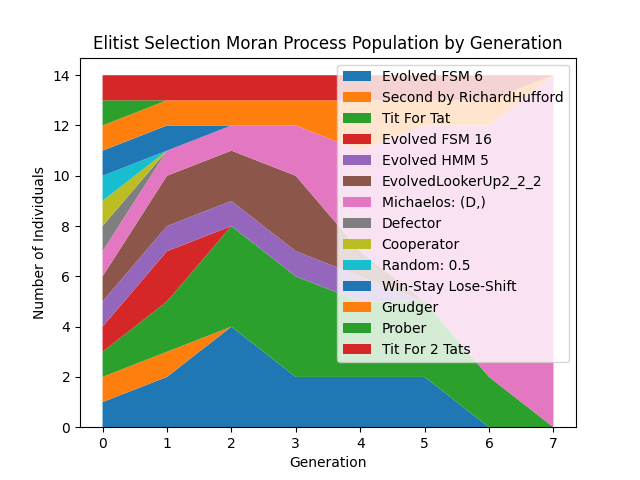 Elitist Selection Moran Process Population by Generation
Number of Individuals
14
12
10
8
6
4
2
0
Evolved FSM 6
Second by RichardHufford
Tit For Tat
Evolved FSM 16
Evolved HMM 5
EvolvedLookerUp2_2_2
Michaelos: (D,)
Defector
Cooperator
Random: 0.5
Win-Stay Lose-Shift
Grudger
Prober
Tit For 2 Tats
0 1 2 3 4 5 6 7
Generation